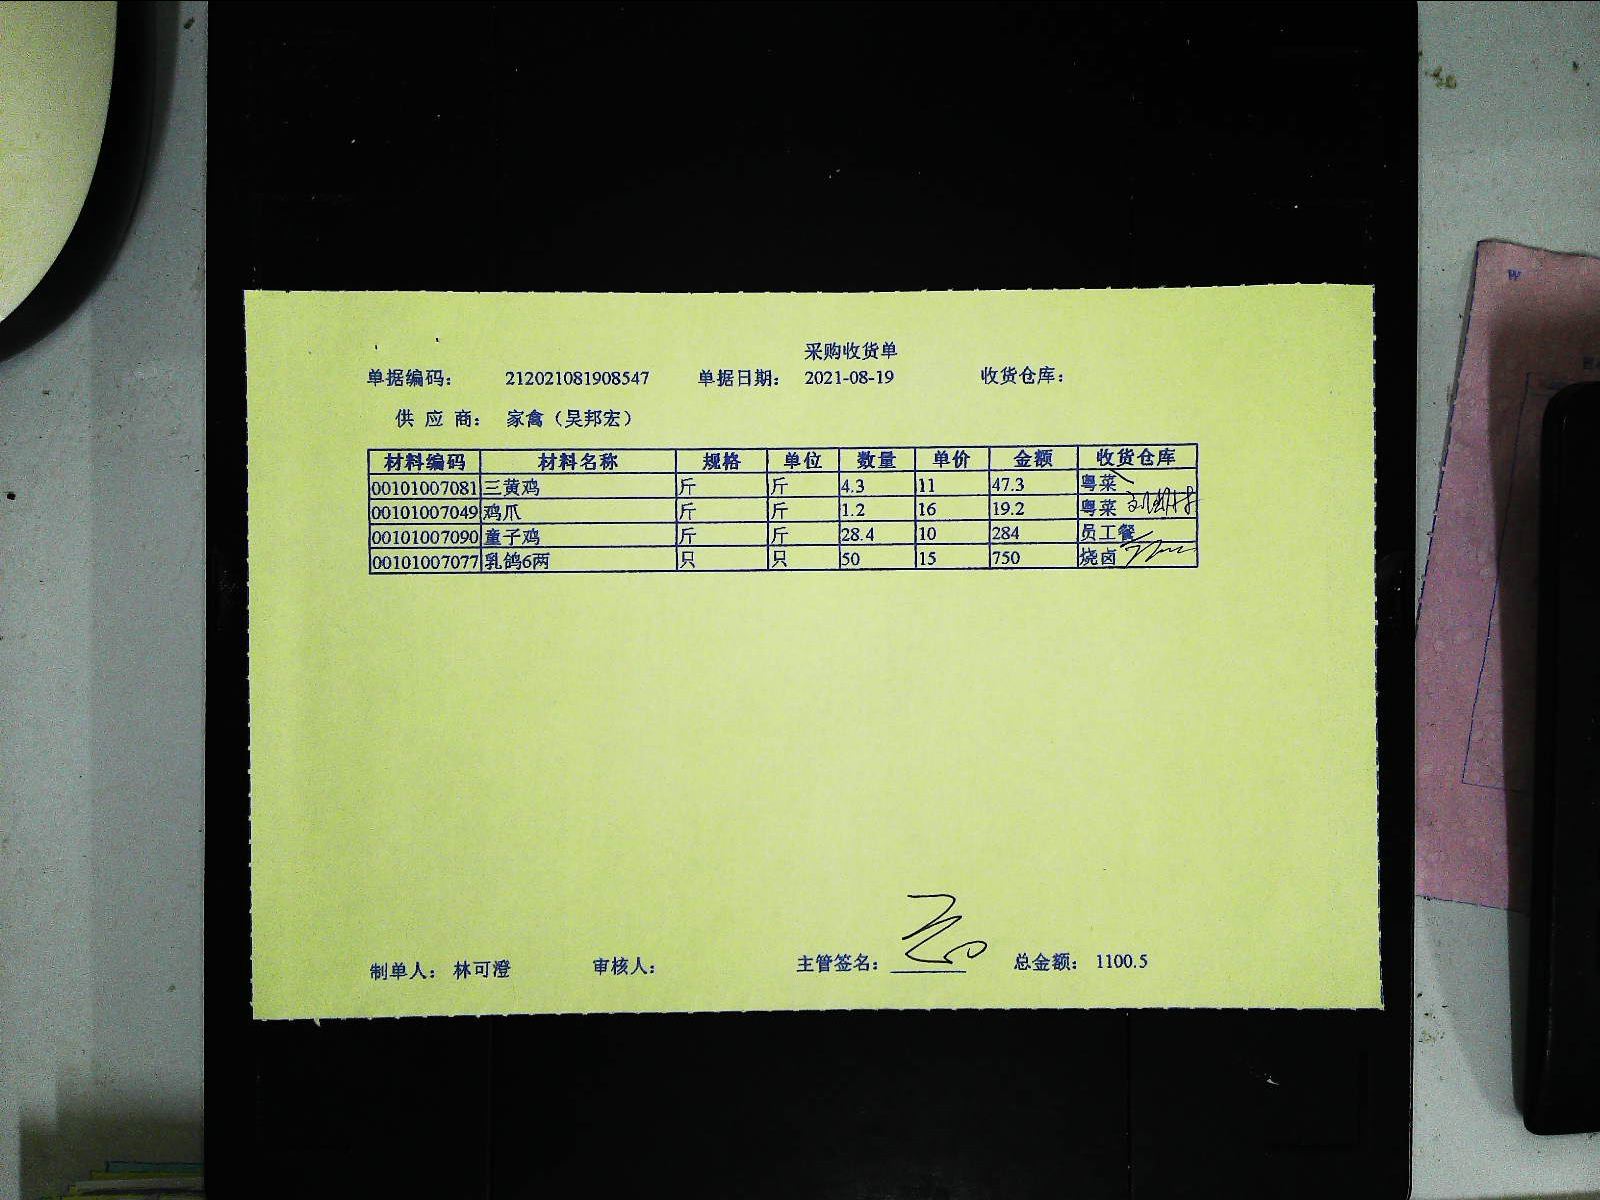 采购收货单
单据编码： 212021081908547 单据日期： 2021-08-19 收货仓库：
供 应 商： 家禽（吴邦宏）
材料编码 材料名称 规格 单位 数量 单价 金额 收货仓库
00101007081 三黄鸡 斤 斤 4.3 11 47.3 粤菜
00101007049 鸡爪 斤 斤 1.2 16 19.2 粤菜
00101007090 童子鸡 斤 斤 28.4 10 284 员工餐
00101007077 乳鸽6两 只 只 50 15 750 烧卤
制单人： 林可澄 审核人： 主管签名： 总金额： 1100.5